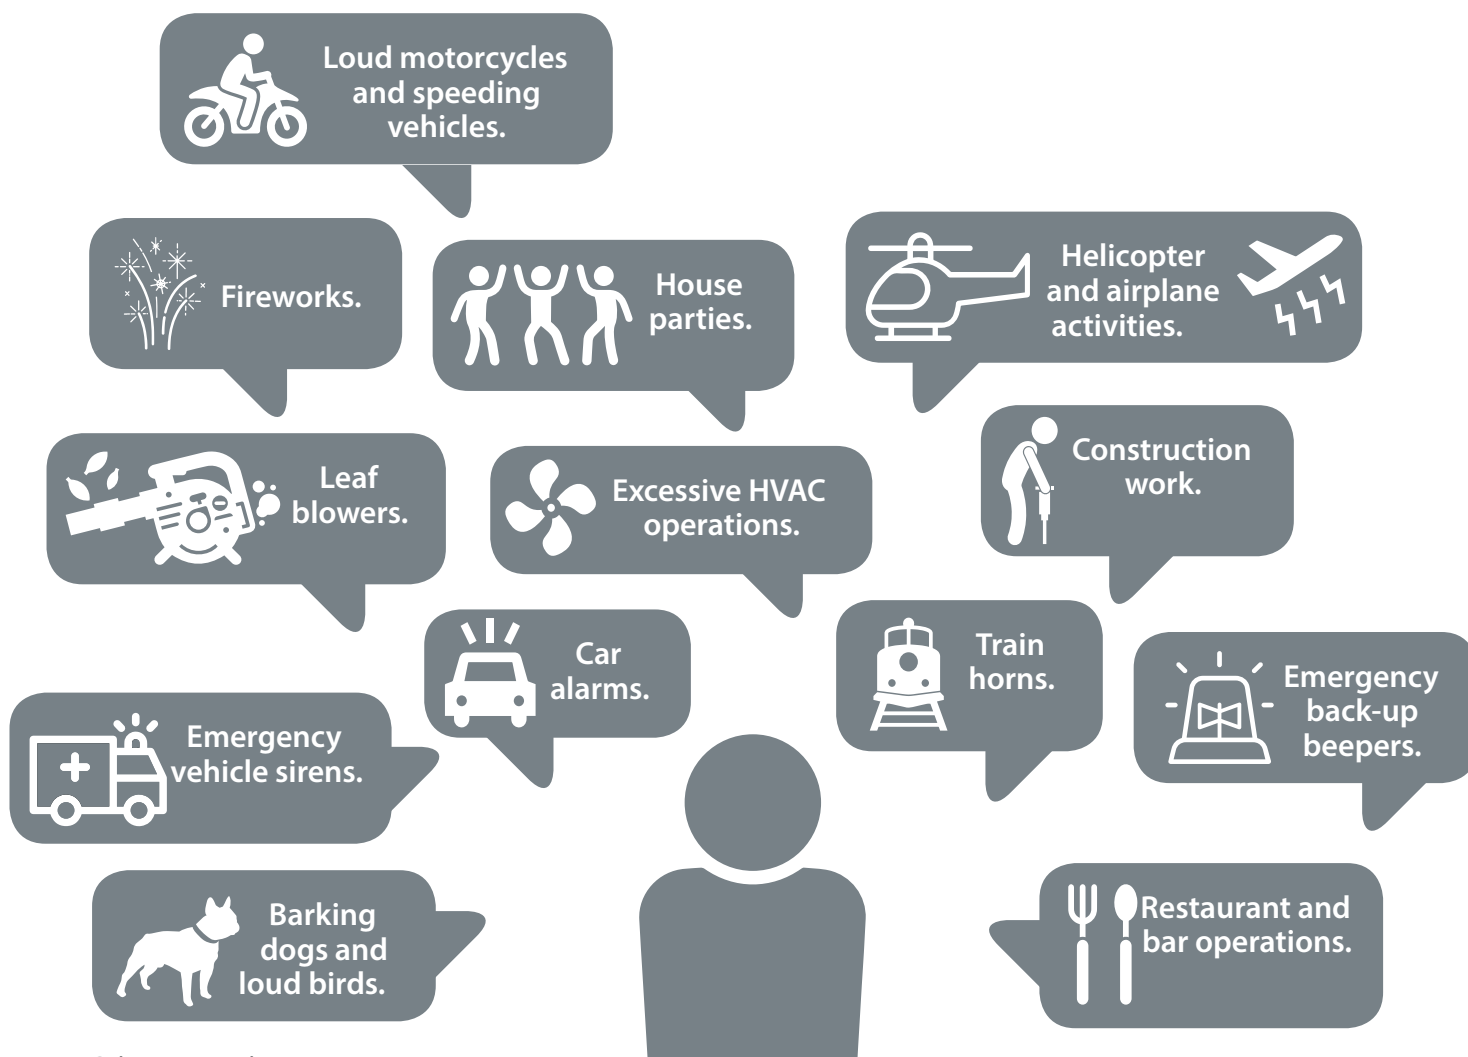 Loud motorcycles
and speeding
vehicles.
Fireworks.
House
parties.
Helicopter
and airplane
activities.
Leaf
blowers.
Excessive HVAC
operations.
Construction
work.
Car
alarms.
Train
horns.
Emergency
back-up
beepers.
Emergency
vehicle sirens.
Barking
dogs and
loud birds.
Restaurant and
bar operations.